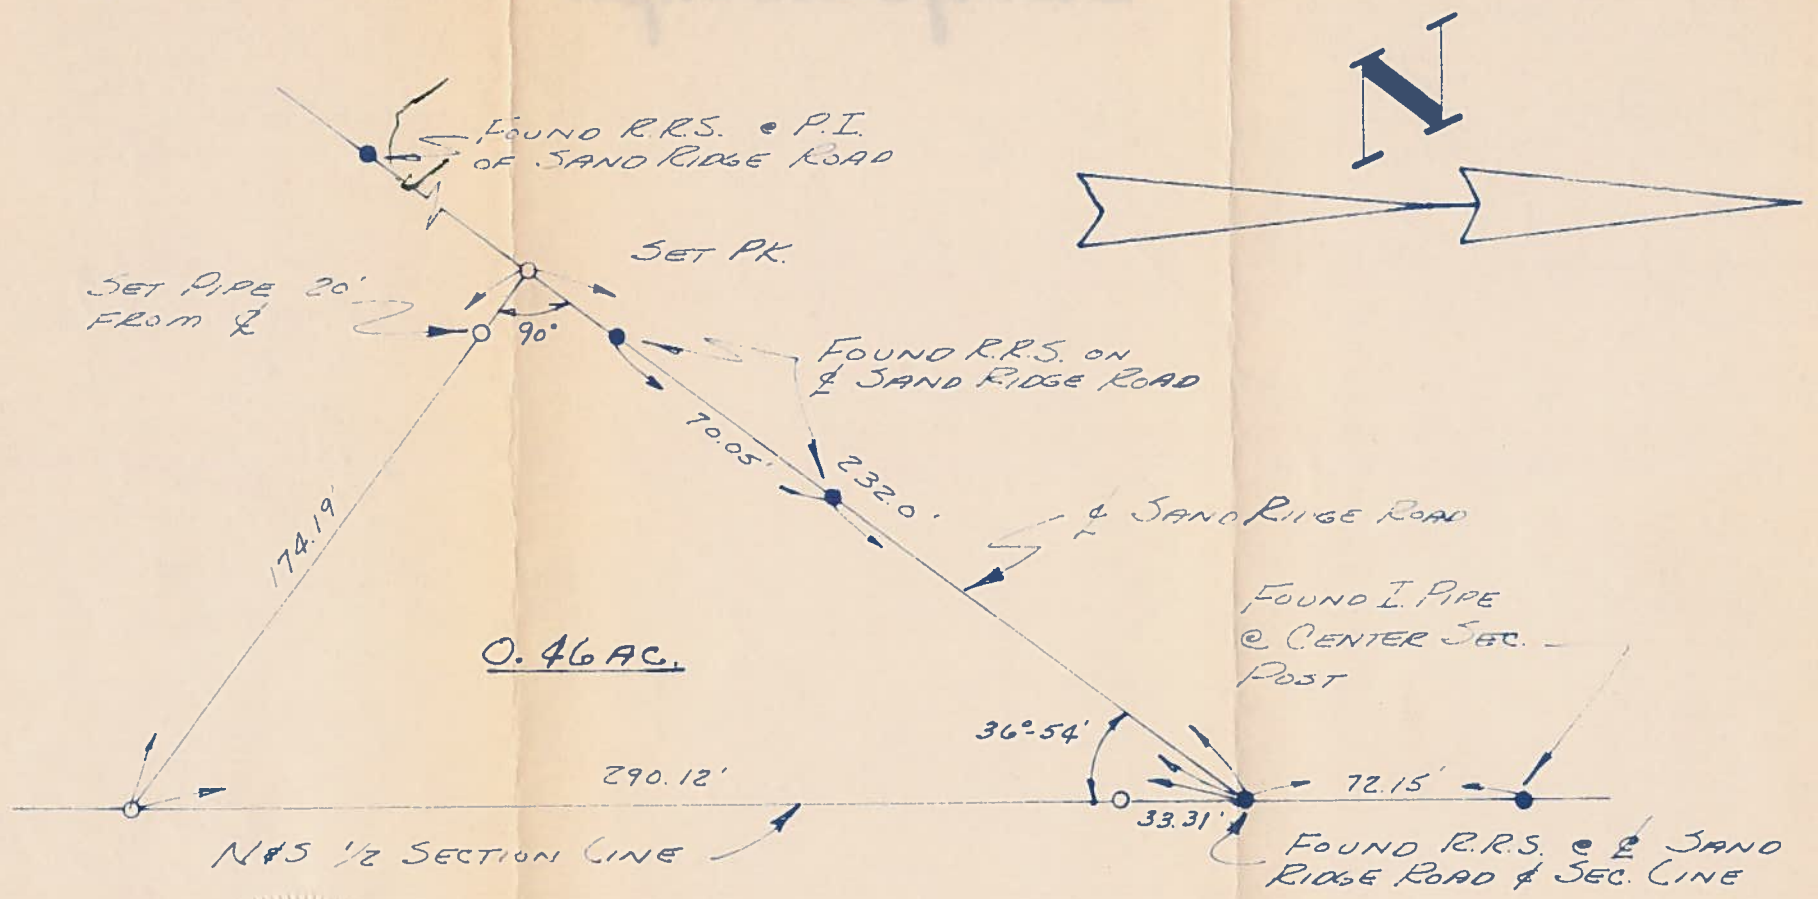 N
FOUND R.R.S. @ P.I.
OF SAND RIDGE ROAD
SET PK.
SET PIPE 20'
FROM ℄
90°
FOUND R.R.S. ON
℄ SAND RIDGE ROAD
70.05'
232.0'
174.19'
℄ SAND RIDGE ROAD
FOUND I. PIPE
@ CENTER SEC.
POST
0.46 AC.
36°-54'
290.12'
72.15'
33.31'
N&S 1/2 SECTION LINE
FOUND R.R.S. @ ℄ SAND
RIDGE ROAD & SEC. LINE